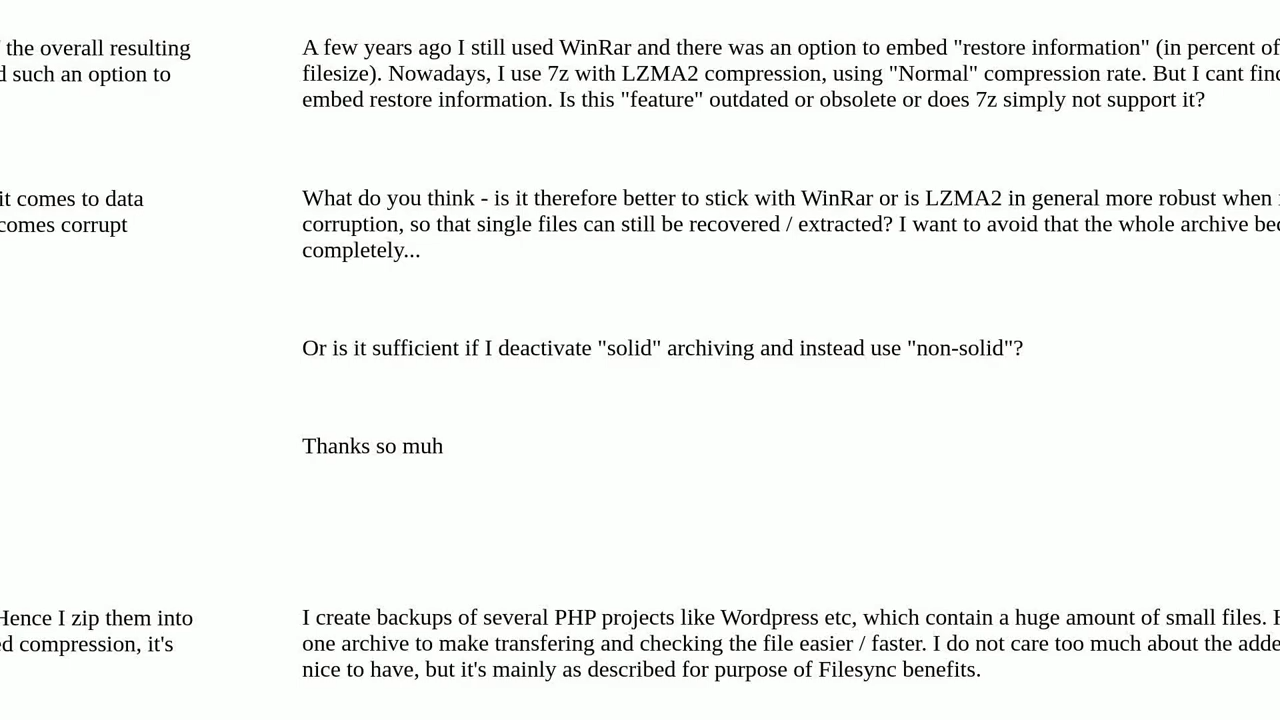 the overall resulting
d such an option to
it comes to data
comes corrupt
Hence I zip them into
ed compression, it's
A few years ago I still used WinRar and there was an option to embed "restore information" (in percent of
filesize). Nowadays, I use 7z with LZMA2 compression, using "Normal" compression rate. But I cant find
embed restore information. Is this "feature" outdated or obsolete or does 7z simply not support it?
What do you think - is it therefore better to stick with WinRar or is LZMA2 in general more robust when
corruption, so that single files can still be recovered / extracted? I want to avoid that the whole archive bec
completely...
Or is it sufficient if I deactivate "solid" archiving and instead use "non-solid"?
Thanks so muh
I create backups of several PHP projects like Wordpress etc, which contain a huge amount of small files.
one archive to make transfering and checking the file easier / faster. I do not care too much about the adde
nice to have, but it's mainly as described for purpose of Filesync benefits.